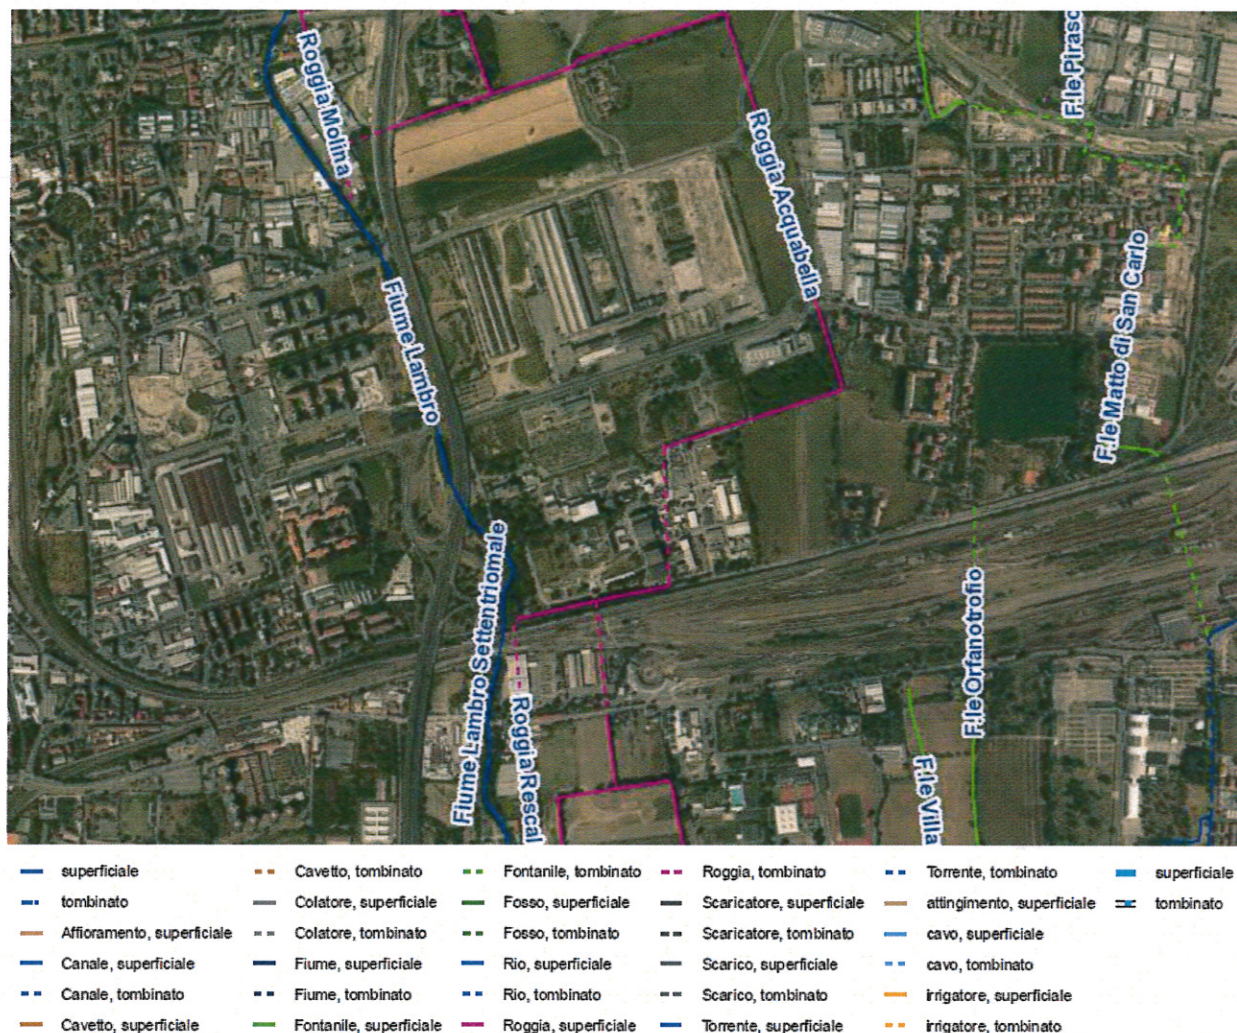 Roggia Molina
F.le Pirasc
Roggia Acquabella
Fiume Lambro
F.le Matto di San Carlo
Fiume Lambro Settentriomale
Roggia Rescal
F.le Orfanotrofio
F.le Villa
superficiale
tombinato
Affioramento, superficiale
Canale, superficiale
Canale, tombinato
Cavetto, superficiale
Cavetto, tombinato
Colatore, superficiale
Colatore, tombinato
Fiume, superficiale
Fiume, tombinato
Fontanile, superficiale
Fontanile, tombinato
Fosso, superficiale
Fosso, tombinato
Rio, superficiale
Rio, tombinato
Roggia, superficiale
Roggia, tombinato
Scaricatore, superficiale
Scaricatore, tombinato
Scarico, superficiale
Scarico, tombinato
Torrente, superficiale
Torrente, tombinato
attingimento, superficiale
cavo, superficiale
cavo, tombinato
irrigatore, superficiale
irrigatore, tombinato
superficiale
tombinato